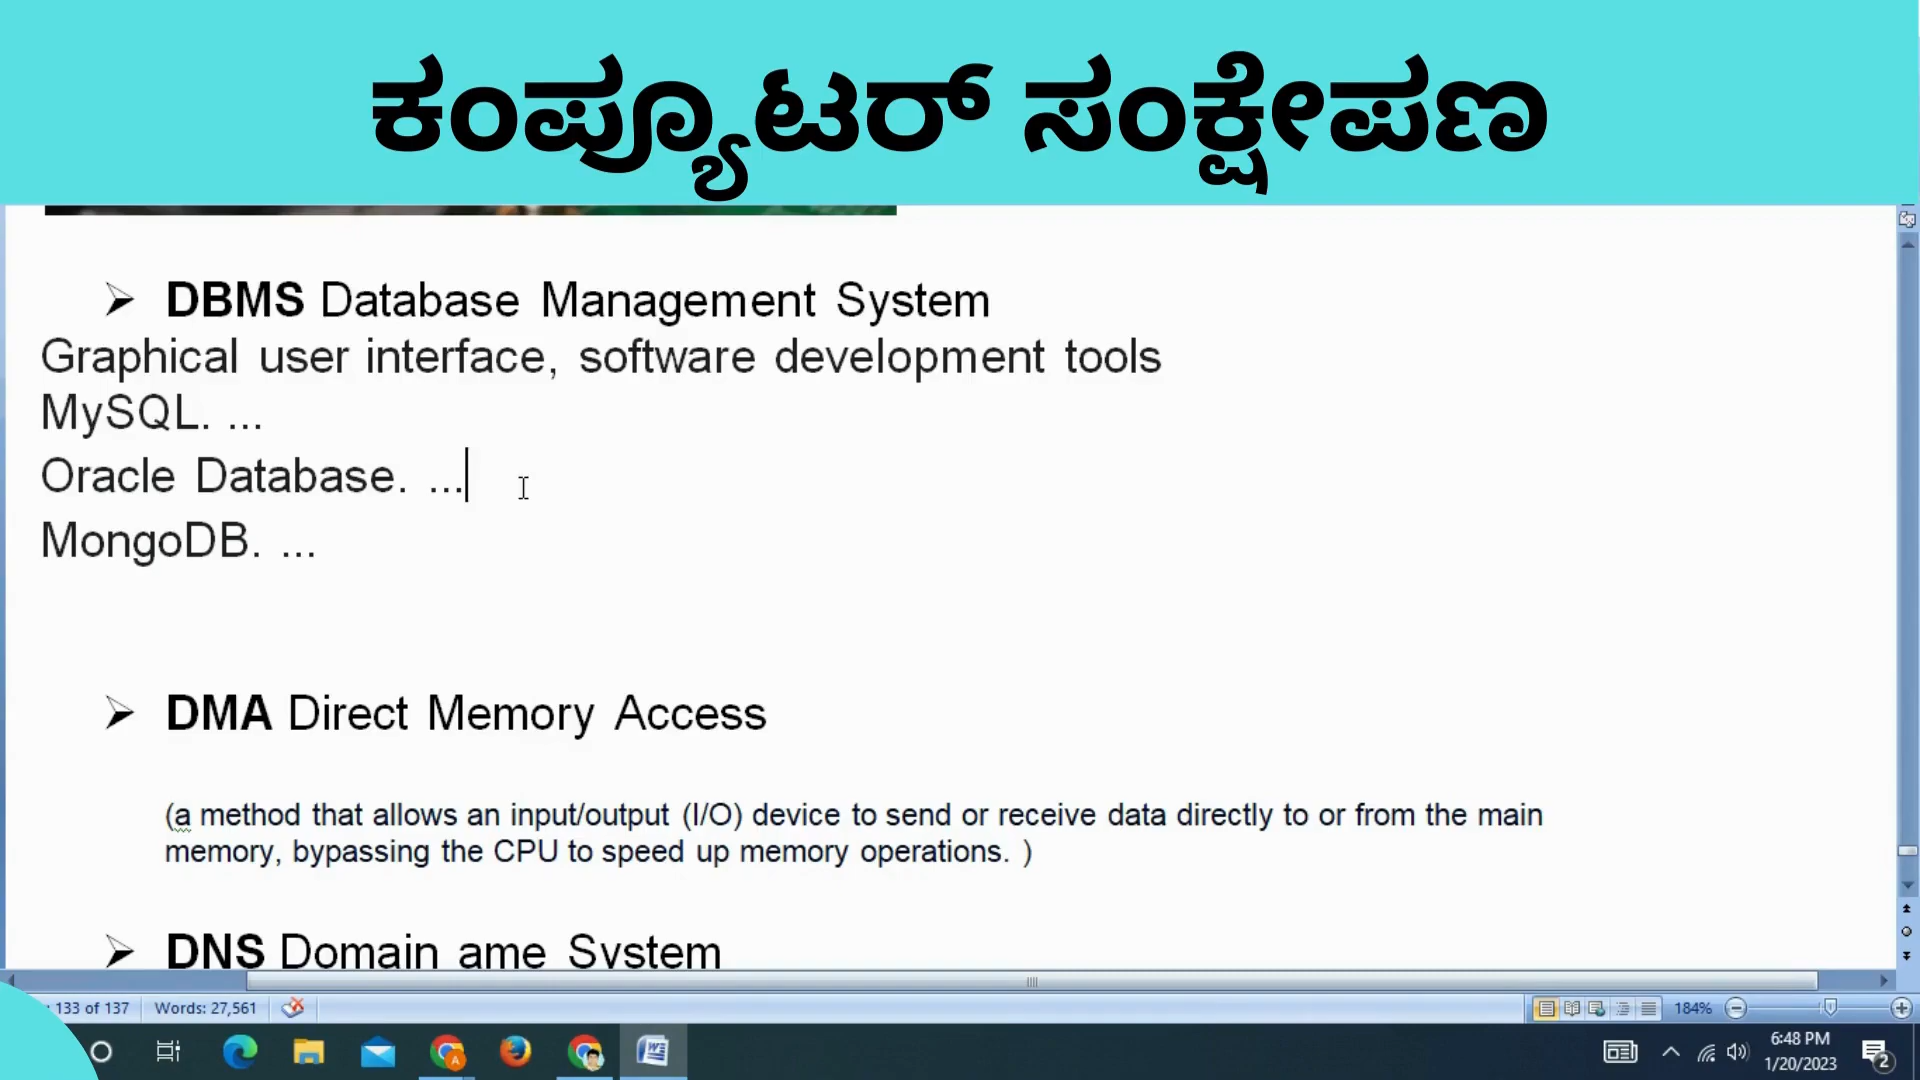 ಕಂಪ್ಯೂಟರ್ ಸಂಕ್ಷೇಪಣ
➢ DBMS Database Management System
Graphical user interface, software development tools
MySQL. ...
Oracle Database. ...
MongoDB. ...
➢ DMA Direct Memory Access
(a method that allows an input/output (I/O) device to send or receive data directly to or from the main
memory, bypassing the CPU to speed up memory operations. )
➢ DNS Domain ame System
: 133 of 137 Words: 27,561 184%
6:48 PM
1/20/2023
2